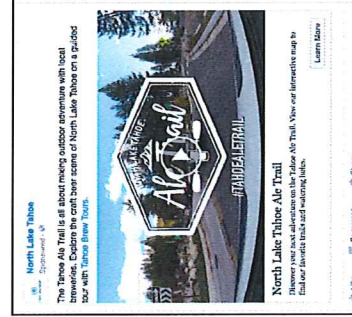 North Lake Tahoe
Sponsored
The Tahoe Ale Trail is all about mixing outdoor adventure with local
breweries. Explore the craft beer scene of North Lake Tahoe on a guided
tour with Tahoe Brew Tours.
NORTH LAKE TAHOE
Ale Trail
#TAHOEALETRAIL
North Lake Tahoe Ale Trail
Discover your next adventure on the Tahoe Ale Trail. View our interactive map to
find our favorite trails and watering holes.
Learn More